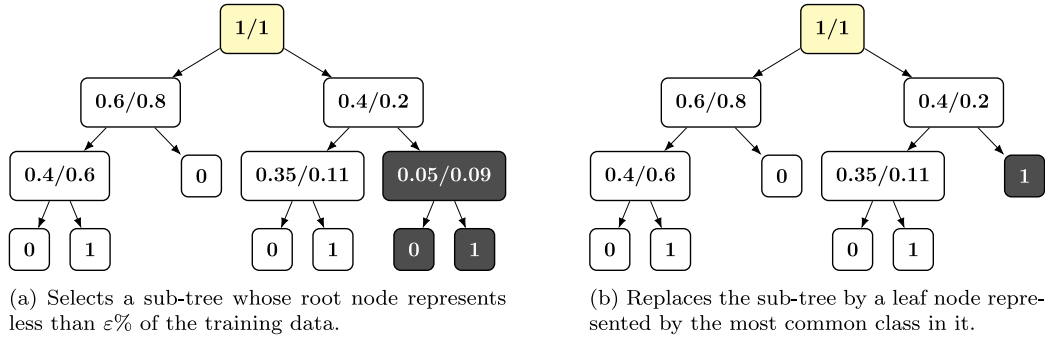 1/1
0.6/0.8 0.4/0.2
0.4/0.6 0 0.35/0.11 0.05/0.09
0 1 0 1 0 1
(a) Selects a sub-tree whose root node represents
less than ε% of the training data.
1/1
0.6/0.8 0.4/0.2
0.4/0.6 0 0.35/0.11 1
0 1 0 1
(b) Replaces the sub-tree by a leaf node repre-
sented by the most common class in it.